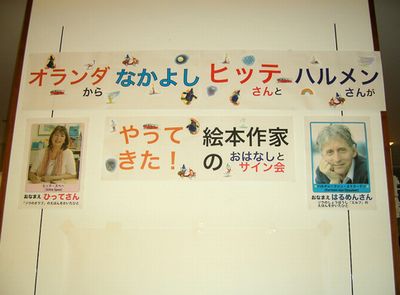 オランダから なかよし ヒッテさんと ハルメンさんが
やって きた! 絵本作家の おはなしと サイン会
おなまえ ひってさん
おなまえ はるめんさん